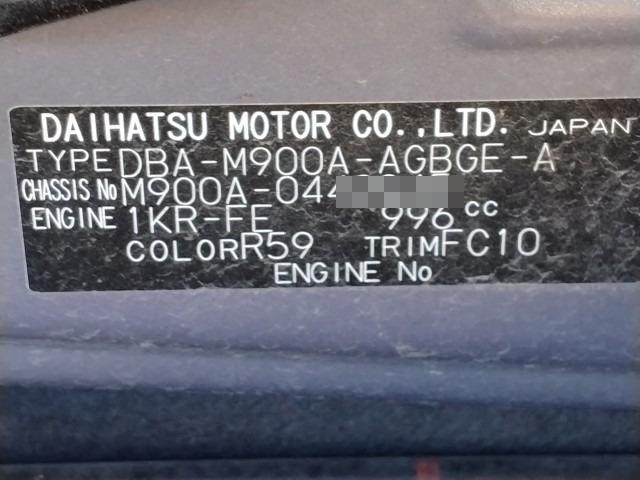 DAIHATSU MOTOR CO.,LTD. JAPAN
TYPE DBA-M900A-AGBGE-A
CHASSIS No M900A-044
ENGINE 1KR-FE 996 cc
COLOR R59 TRIM FC10
ENGINE No